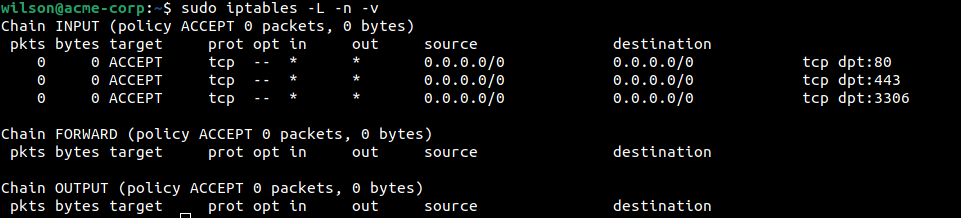 wilson@acme-corp:~$ sudo iptables -L -n -v
Chain INPUT (policy ACCEPT 0 packets, 0 bytes)
 pkts bytes target     prot opt in     out     source               destination
    0     0 ACCEPT     tcp  --  *      *       0.0.0.0/0            0.0.0.0/0            tcp dpt:80
    0     0 ACCEPT     tcp  --  *      *       0.0.0.0/0            0.0.0.0/0            tcp dpt:443
    0     0 ACCEPT     tcp  --  *      *       0.0.0.0/0            0.0.0.0/0            tcp dpt:3306
Chain FORWARD (policy ACCEPT 0 packets, 0 bytes)
 pkts bytes target     prot opt in     out     source               destination
Chain OUTPUT (policy ACCEPT 0 packets, 0 bytes)
 pkts bytes target     prot opt in     out     source               destination